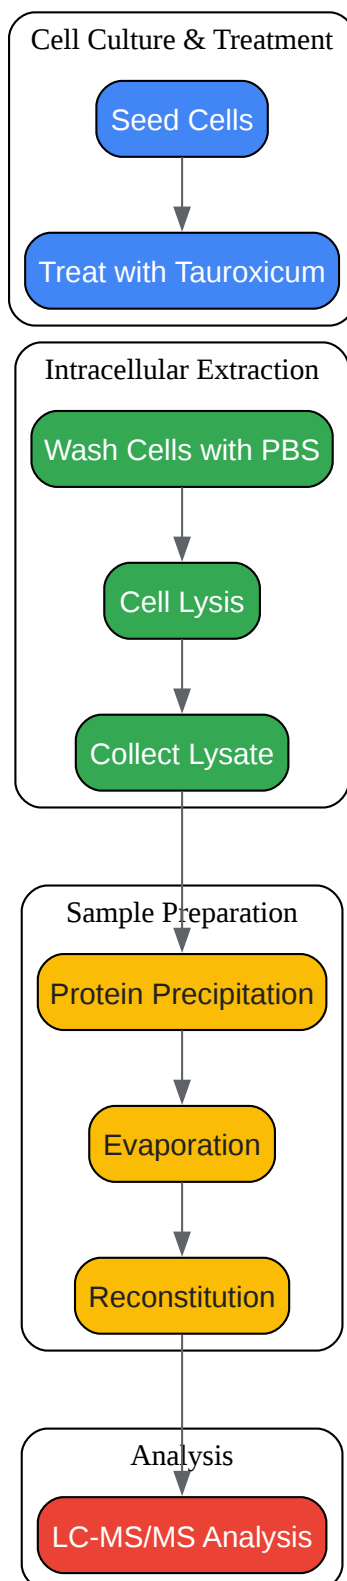 Cell Culture & Treatment
Seed Cells
Treat with Tauroxicum
Intracellular Extraction
Wash Cells with PBS
Cell Lysis
Collect Lysate
Sample Preparation
Protein Precipitation
Evaporation
Reconstitution
Analysis
LC-MS/MS Analysis